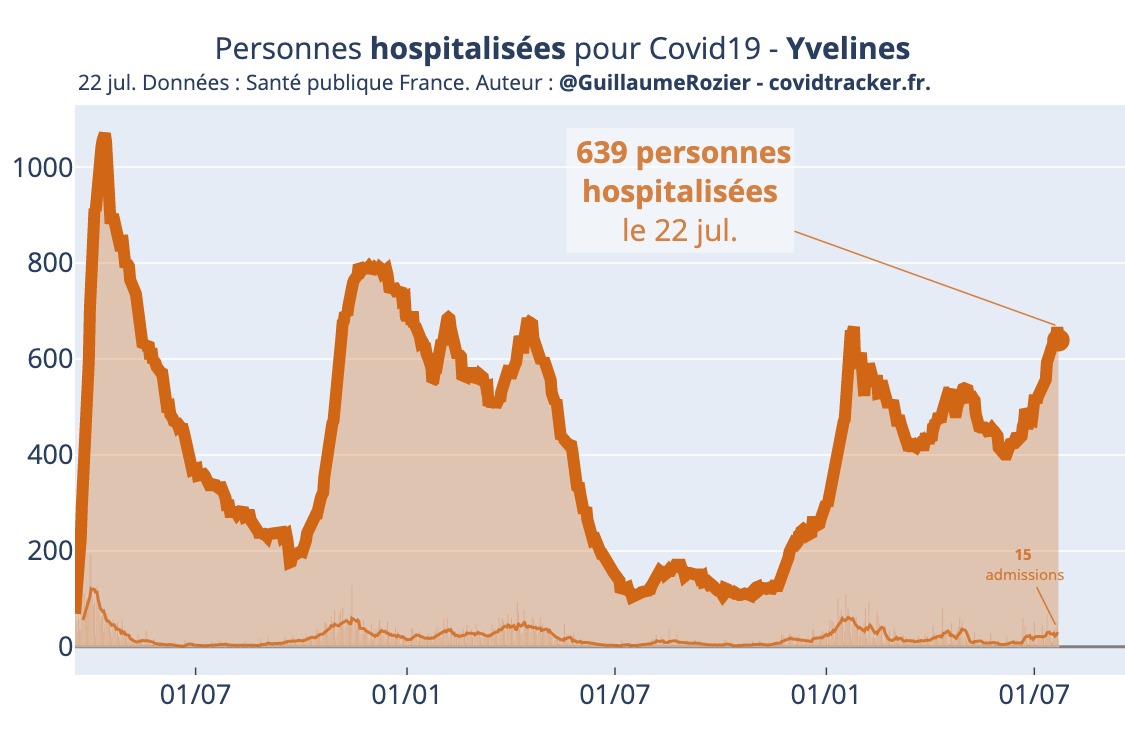 Personnes hospitalisées pour Covid19 - Yvelines
22 jul. Données : Santé publique France. Auteur : @GuillaumeRozier - covidtracker.fr.
639 personnes
hospitalisées
le 22 jul.
1000
800
600
400
200
0
15
admissions
01/07
01/01
01/07
01/01
01/07